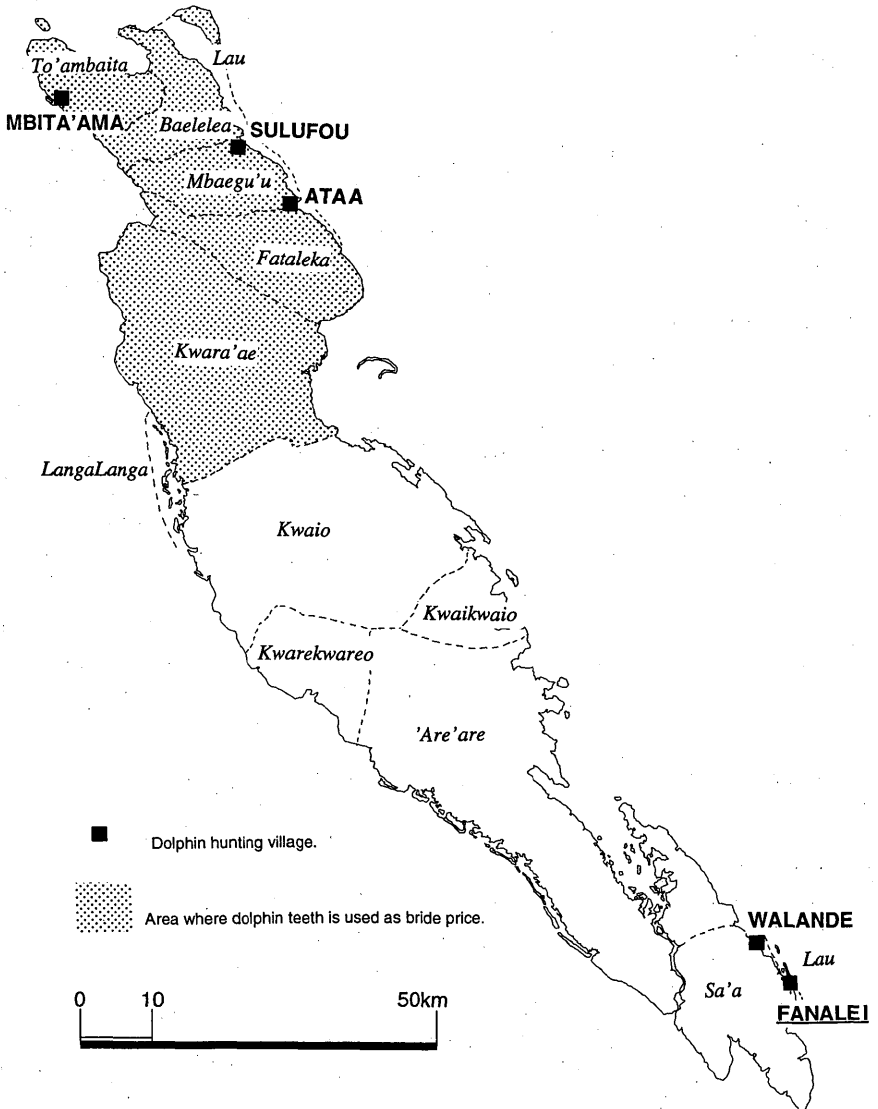 Lau
To'ambaita
MBITA'AMA
Baelelea
SULUFOU
Mbaegu'u
ATAA
Fataleka
Kwara'ae
LangaLanga
Kwaio
Kwaikwaio
Kwarekwareo
'Are'are
Dolphin hunting village.
Area where dolphin teeth is used as bride price.
WALANDE
Lau
Sa'a
FANALEI
0 10 50km